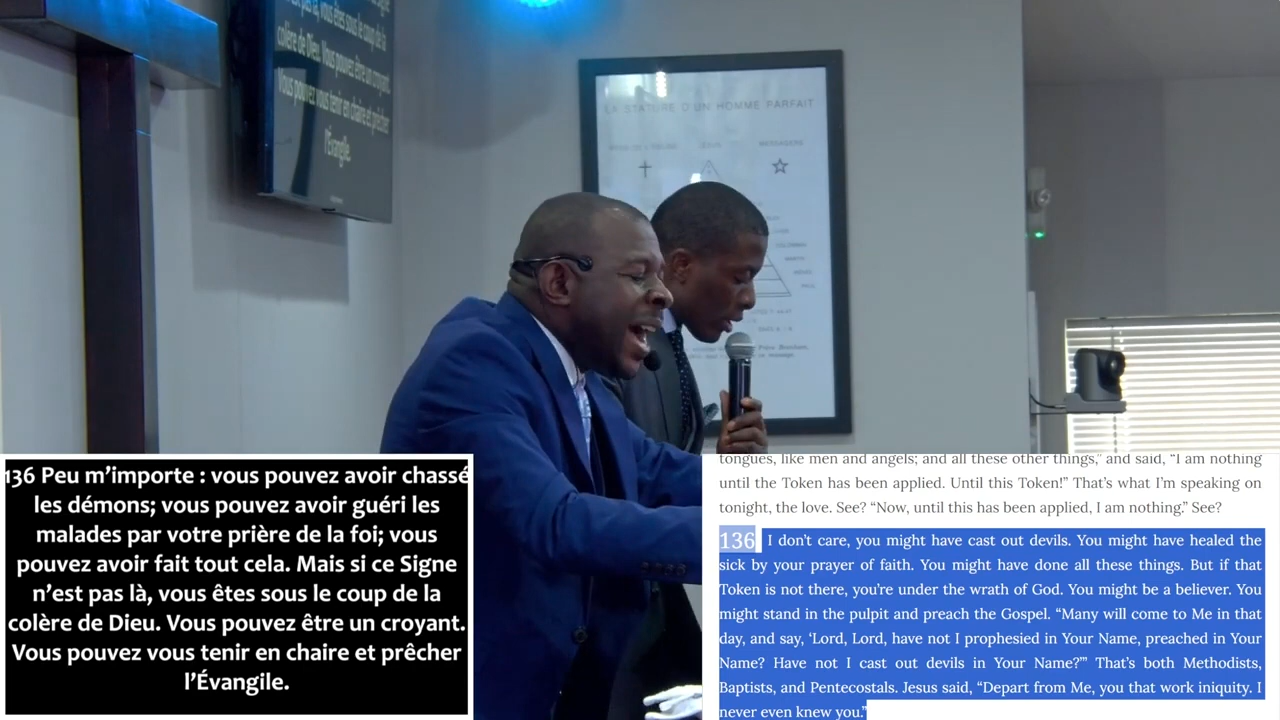 colère de Dieu. Vous pouvez être un croyant.
Vous pouvez vous tenir en chaire et prêcher
l'Évangile.
LA STATURE D'UN HOMME PARFAIT
MESSAGERS
136 Peu m'importe : vous pouvez avoir chassé
les démons; vous pouvez avoir guéri les
malades par votre prière de la foi; vous
pouvez avoir fait tout cela. Mais si ce Signe
n'est pas là, vous êtes sous le coup de la
colère de Dieu. Vous pouvez être un croyant.
Vous pouvez vous tenir en chaire et prêcher
l'Évangile.
tongues, like men and angels; and all these other things," and said, "I am nothing
until the Token has been applied. Until this Token!" That's what I'm speaking on
tonight, the love. See? "Now, until this has been applied, I am nothing." See?
136 I don't care, you might have cast out devils. You might have healed the
sick by your prayer of faith. You might have done all these things. But if that
Token is not there, you're under the wrath of God. You might be a believer. You
might stand in the pulpit and preach the Gospel. "Many will come to Me in that
day, and say, 'Lord, Lord, have not I prophesied in Your Name, preached in Your
Name? Have not I cast out devils in Your Name?'" That's both Methodists,
Baptists, and Pentecostals. Jesus said, "Depart from Me, you that work iniquity. I
never even knew you."